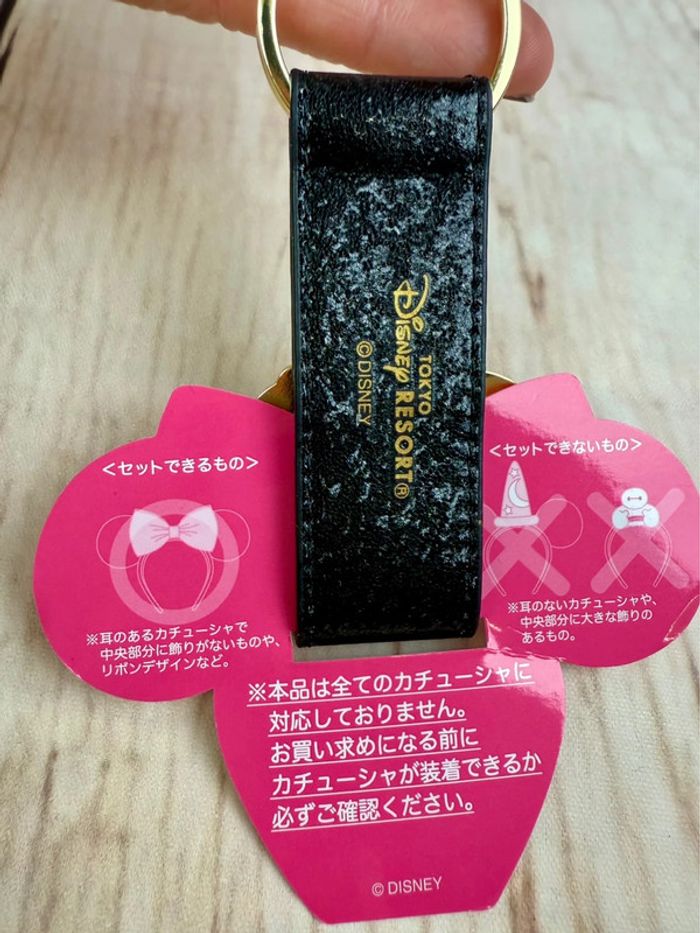 TOKYO
DISNEY RESORT®
©DISNEY
<セットできるもの>
※耳のあるカチューシャで
中央部分に飾りがないものや、
リボンデザインなど。
<セットできないもの>
※耳のないカチューシャや、
中央部分に大きな飾りの
あるもの。
※本品は全てのカチューシャに
対応しておりません。
お買い求めになる前に
カチューシャが装着できるか
必ずご確認ください。
© DISNEY